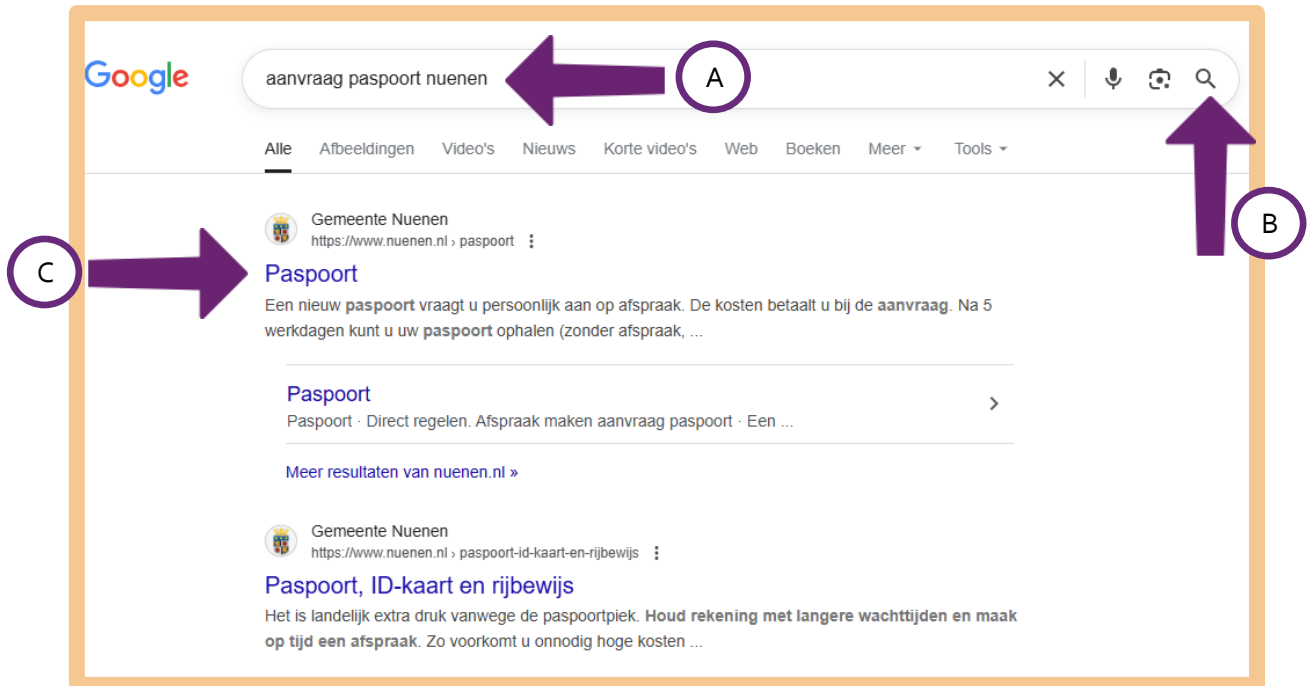 Google
aanvraag paspoort nuenen
A
Alle Afbeeldingen Video's Nieuws Korte video's Web Boeken Meer Tools
B
Gemeente Nuenen
https://www.nuenen.nl › paspoort
C
Paspoort
Een nieuw paspoort vraagt u persoonlijk aan op afspraak. De kosten betaalt u bij de aanvraag. Na 5
werkdagen kunt u uw paspoort ophalen (zonder afspraak, ...
Paspoort
Paspoort · Direct regelen. Afspraak maken aanvraag paspoort · Een ...
Meer resultaten van nuenen.nl »
Gemeente Nuenen
https://www.nuenen.nl › paspoort-id-kaart-en-rijbewijs
Paspoort, ID-kaart en rijbewijs
Het is landelijk extra druk vanwege de paspoortpiek. Houd rekening met langere wachttijden en maak
op tijd een afspraak. Zo voorkomt u onnodig hoge kosten ...